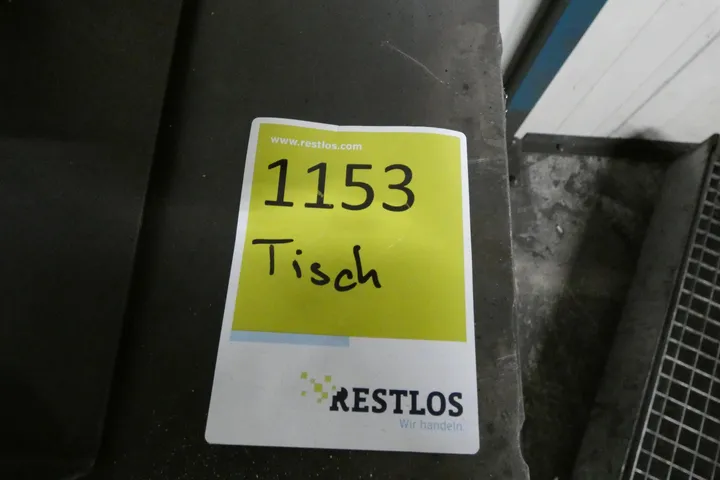 www.restlos.com
1153
Tisch
RESTLOS
Wir handeln.